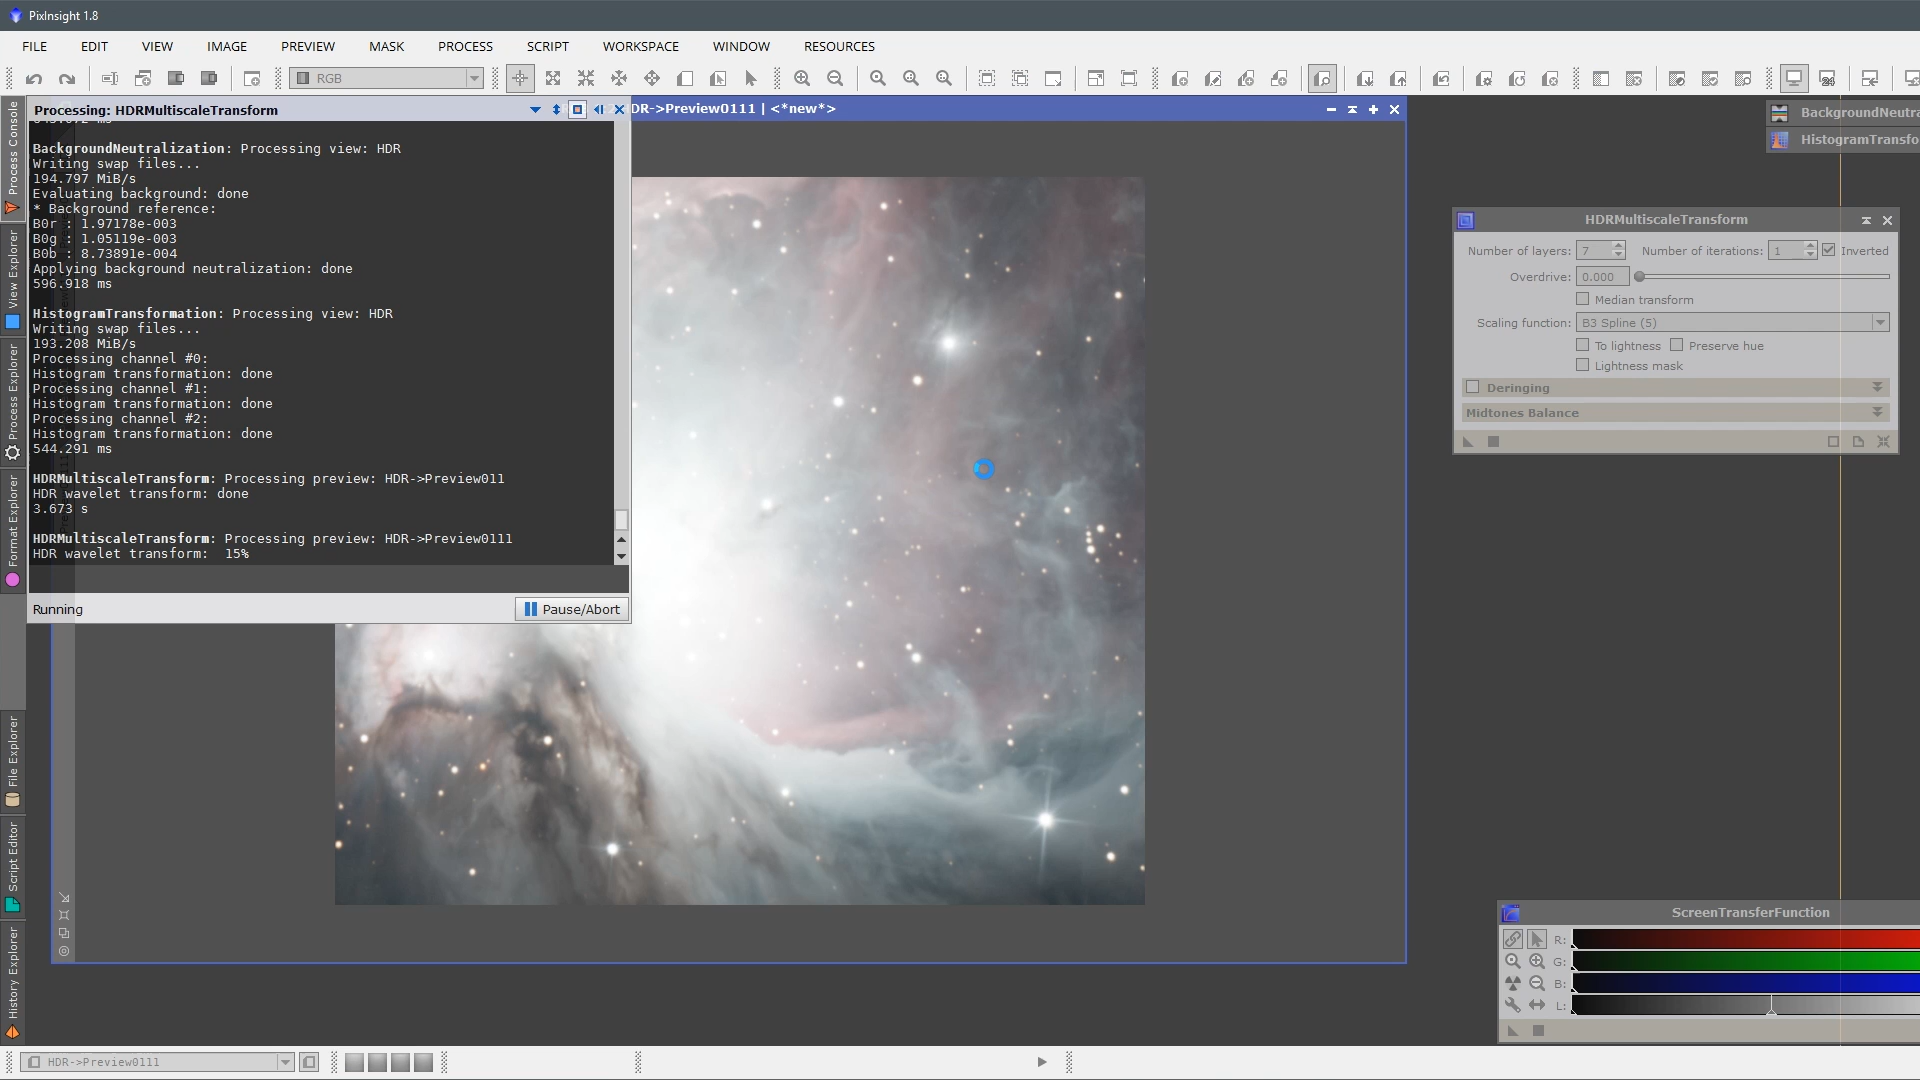 PixInsight 1.8
FILE EDIT VIEW IMAGE PREVIEW MASK PROCESS SCRIPT WORKSPACE WINDOW RESOURCES
RGB
Processing: HDRMultiscaleTransform
DR->Preview0111 | <*new*>
BackgroundNeutralization: Processing view: HDR
Writing swap files...
194.797 MiB/s
Evaluating background: done
* Background reference:
B0r : 1.97178e-003
B0g : 1.05119e-003
B0b : 8.73891e-004
Applying background neutralization: done
596.918 ms
HistogramTransformation: Processing view: HDR
Writing swap files...
193.208 MiB/s
Processing channel #0:
Histogram transformation: done
Processing channel #1:
Histogram transformation: done
Processing channel #2:
Histogram transformation: done
544.291 ms
HDRMultiscaleTransform: Processing preview: HDR->Preview011
HDR wavelet transform: done
3.673 s
HDRMultiscaleTransform: Processing preview: HDR->Preview0111
HDR wavelet transform: 15%
Running
Pause/Abort
Process Console
View Explorer
Process Explorer
Format Explorer
File Explorer
Script Editor
History Explorer
BackgroundNeutra
HistogramTransfo
HDRMultiscaleTransform
Number of layers: 7 Number of iterations: 1 Inverted
Overdrive: 0.000
Median transform
Scaling function: B3 Spline (5)
To lightness Preserve hue
Lightness mask
Deringing
Midtones Balance
ScreenTransferFunction
R:
G:
B:
L:
HDR->Preview0111